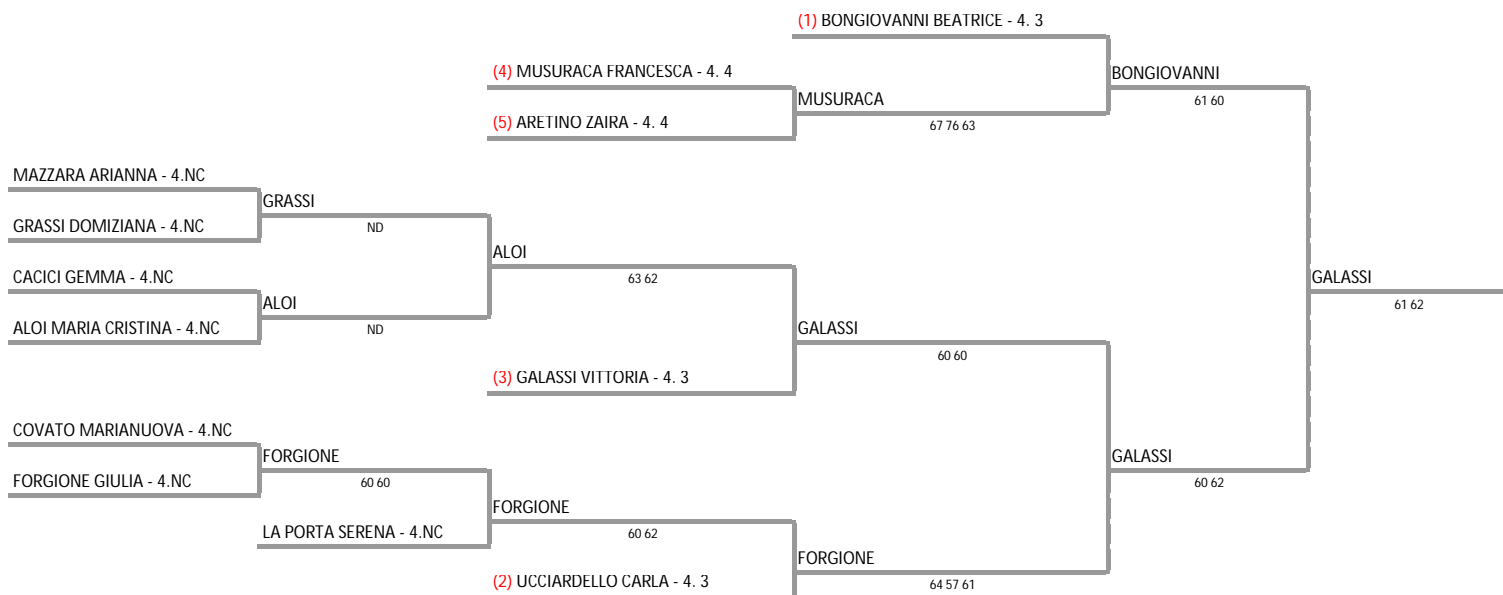 (1) BONGIOVANNI BEATRICE - 4. 3
(4) MUSURACA FRANCESCA - 4. 4
BONGIOVANNI
MUSURACA
61 60
(5) ARETINO ZAIRA - 4. 4
67 76 63
MAZZARA ARIANNA - 4.NC
GRASSI
GRASSI DOMIZIANA - 4.NC
ND
ALOI
CACICI GEMMA - 4.NC
63 62
GALASSI
ALOI
61 62
ALOI MARIA CRISTINA - 4.NC
ND
GALASSI
60 60
(3) GALASSI VITTORIA - 4. 3
COVATO MARIANUOVA - 4.NC
FORGIONE
GALASSI
FORGIONE GIULIA - 4.NC
60 60
60 62
FORGIONE
LA PORTA SERENA - 4.NC
60 62
FORGIONE
(2) UCCIARDELLO CARLA - 4. 3
64 57 61